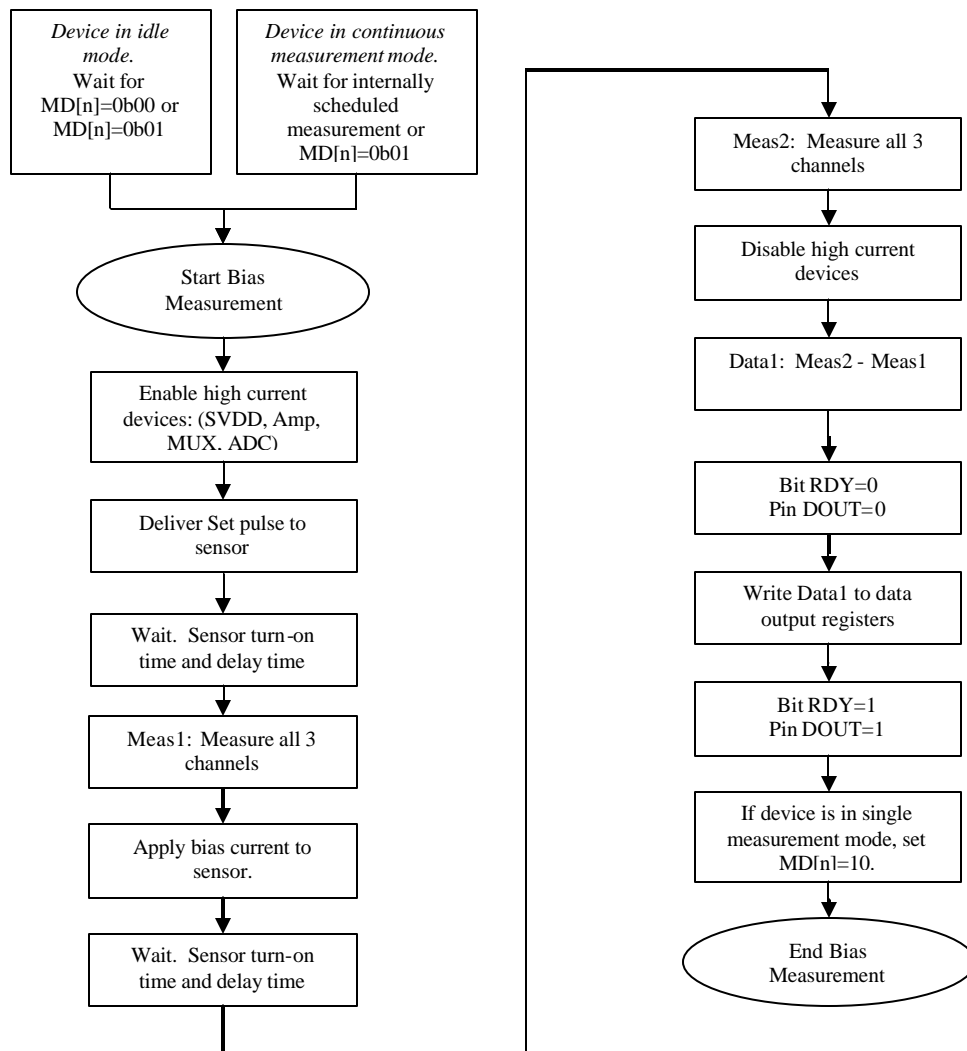 Device in idle
mode.
Wait for
MD[n]=0b00 or
MD[n]=0b01
Device in continuous
measurement mode.
Wait for internally
scheduled
measurement or
MD[n]=0b01
Start Bias
Measurement
Enable high current
devices: (SVDD, Amp,
MUX, ADC)
Deliver Set pulse to
sensor
Wait. Sensor turn-on
time and delay time
Meas1: Measure all 3
channels
Apply bias current to
sensor.
Wait. Sensor turn-on
time and delay time
Meas2: Measure all 3
channels
Disable high current
devices
Data1: Meas2 - Meas1
Bit RDY=0
Pin DOUT=0
Write Data1 to data
output registers
Bit RDY=1
Pin DOUT=1
If device is in single
measurement mode, set
MD[n]=10.
End Bias
Measurement